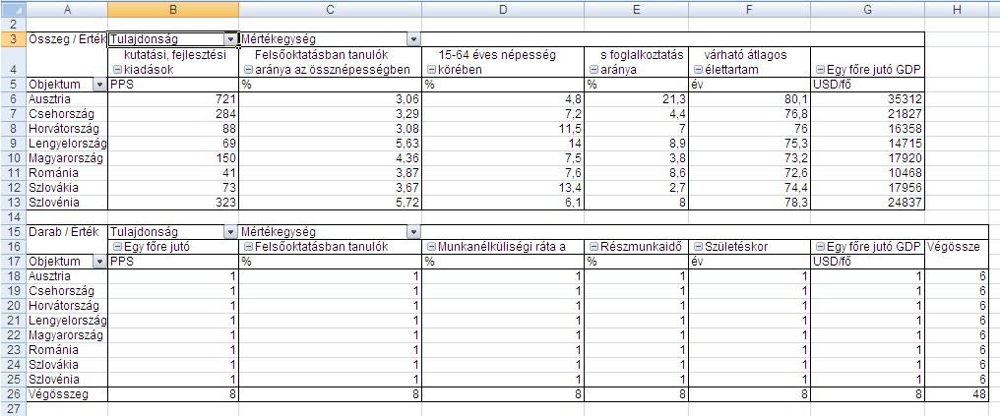 A B C D E F G H
2
3 Összeg / Érték Tulajdonság Mértékegység
kutatási, fejlesztési Felsőoktatásban tanulók 15-64 éves népesség s foglalkoztatás várható átlagos
4 kiadások aránya az össznépességben körében aránya élettartam Egy főre jutó GDP
5 Objektum PPS % % % év USD/fő
6 Ausztria 721 3,06 4,8 21,3 80,1 35312
7 Csehország 284 3,29 7,2 4,4 76,8 21827
8 Horvátország 88 3,08 11,5 7 76 16358
9 Lengyelország 69 5,63 14 8,9 75,3 14715
10 Magyarország 150 4,36 7,5 3,8 73,2 17920
11 Románia 41 3,87 7,6 8,6 72,6 10468
12 Szlovákia 73 3,67 13,4 2,7 74,4 17956
13 Szlovénia 323 5,72 6,1 8 78,3 24837
14
15 Darab / Érték Tulajdonság Mértékegység
16 Egy főre jutó Felsőoktatásban tanulók Munkanélküliségi ráta a Részmunkaidő Születéskor Egy főre jutó GDP Végössze
17 Objektum PPS % % % év USD/fő
18 Ausztria 1 1 1 1 1 1 6
19 Csehország 1 1 1 1 1 1 6
20 Horvátország 1 1 1 1 1 1 6
21 Lengyelország 1 1 1 1 1 1 6
22 Magyarország 1 1 1 1 1 1 6
23 Románia 1 1 1 1 1 1 6
24 Szlovákia 1 1 1 1 1 1 6
25 Szlovénia 1 1 1 1 1 1 6
26 Végösszeg 8 8 8 8 8 8 48
27